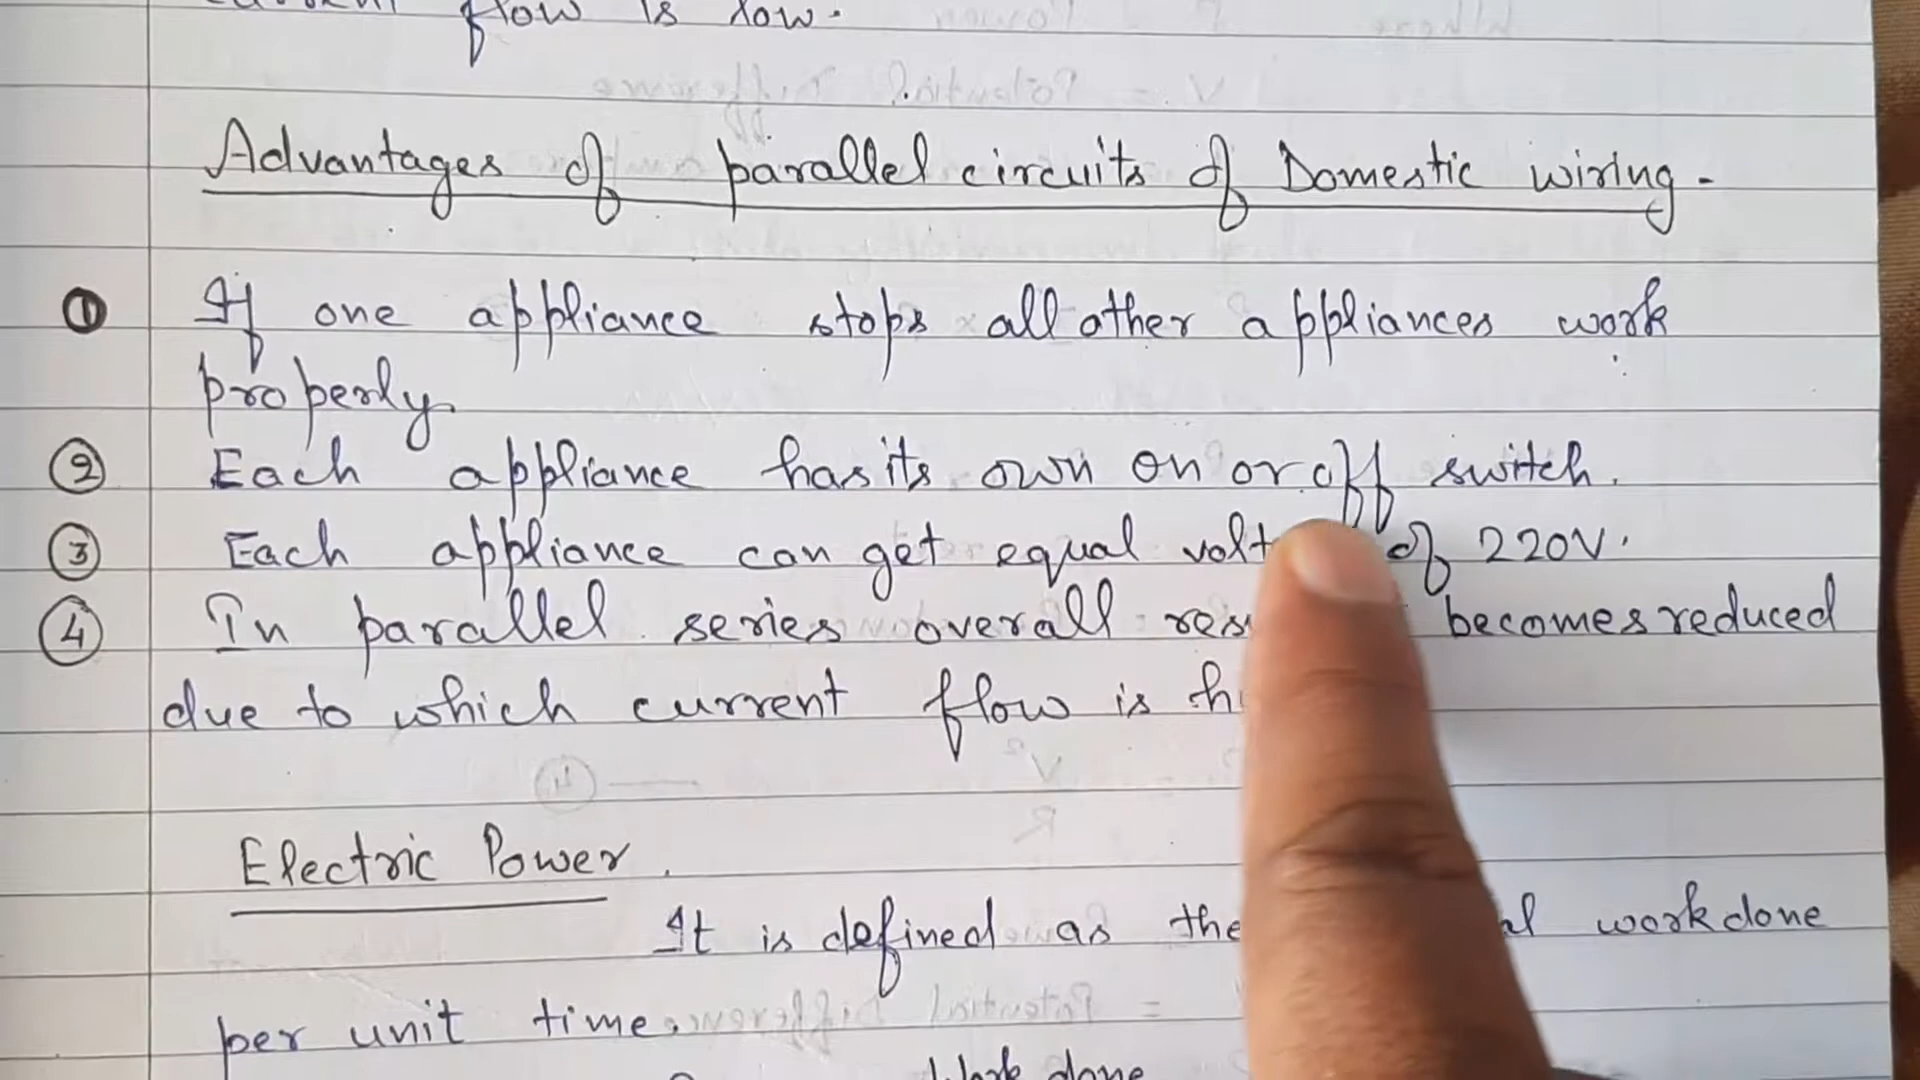 flow is low.
Advantages of parallel circuits of Domestic wiring -
① If one appliance stops all other appliances work
properly.
② Each appliance has its own on or off switch.
③ Each appliance can get equal of 220V.
④ In parallel series overall becomes reduced
due to which current flow is
Electric Power.
It is defined as the work done
per unit time.
Work done